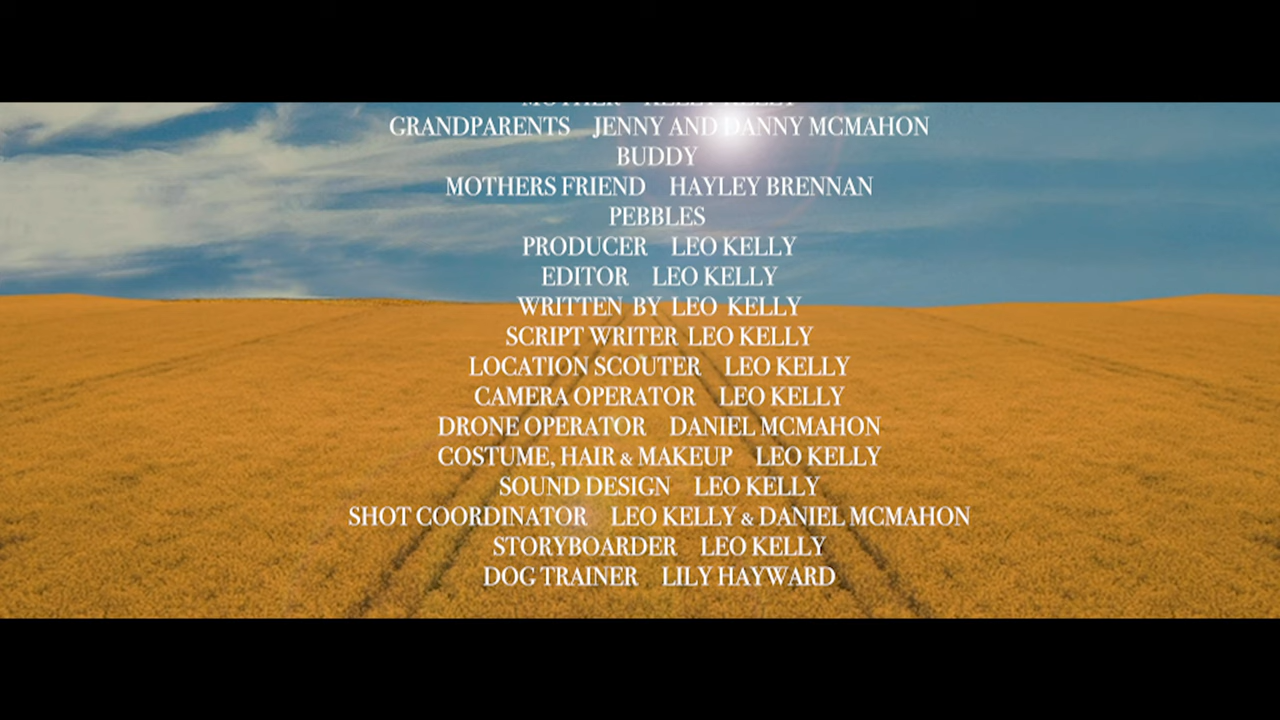 GRANDPARENTS JENNY AND DANNY MCMAHON
BUDDY
MOTHERS FRIEND HAYLEY BRENNAN
PEBBLES
PRODUCER LEO KELLY
EDITOR LEO KELLY
WRITTEN BY LEO KELLY
SCRIPT WRITER LEO KELLY
LOCATION SCOUTER LEO KELLY
CAMERA OPERATOR LEO KELLY
DRONE OPERATOR DANIEL MCMAHON
COSTUME, HAIR & MAKEUP LEO KELLY
SOUND DESIGN LEO KELLY
SHOT COORDINATOR LEO KELLY & DANIEL MCMAHON
STORYBOARDER LEO KELLY
DOG TRAINER LILY HAYWARD